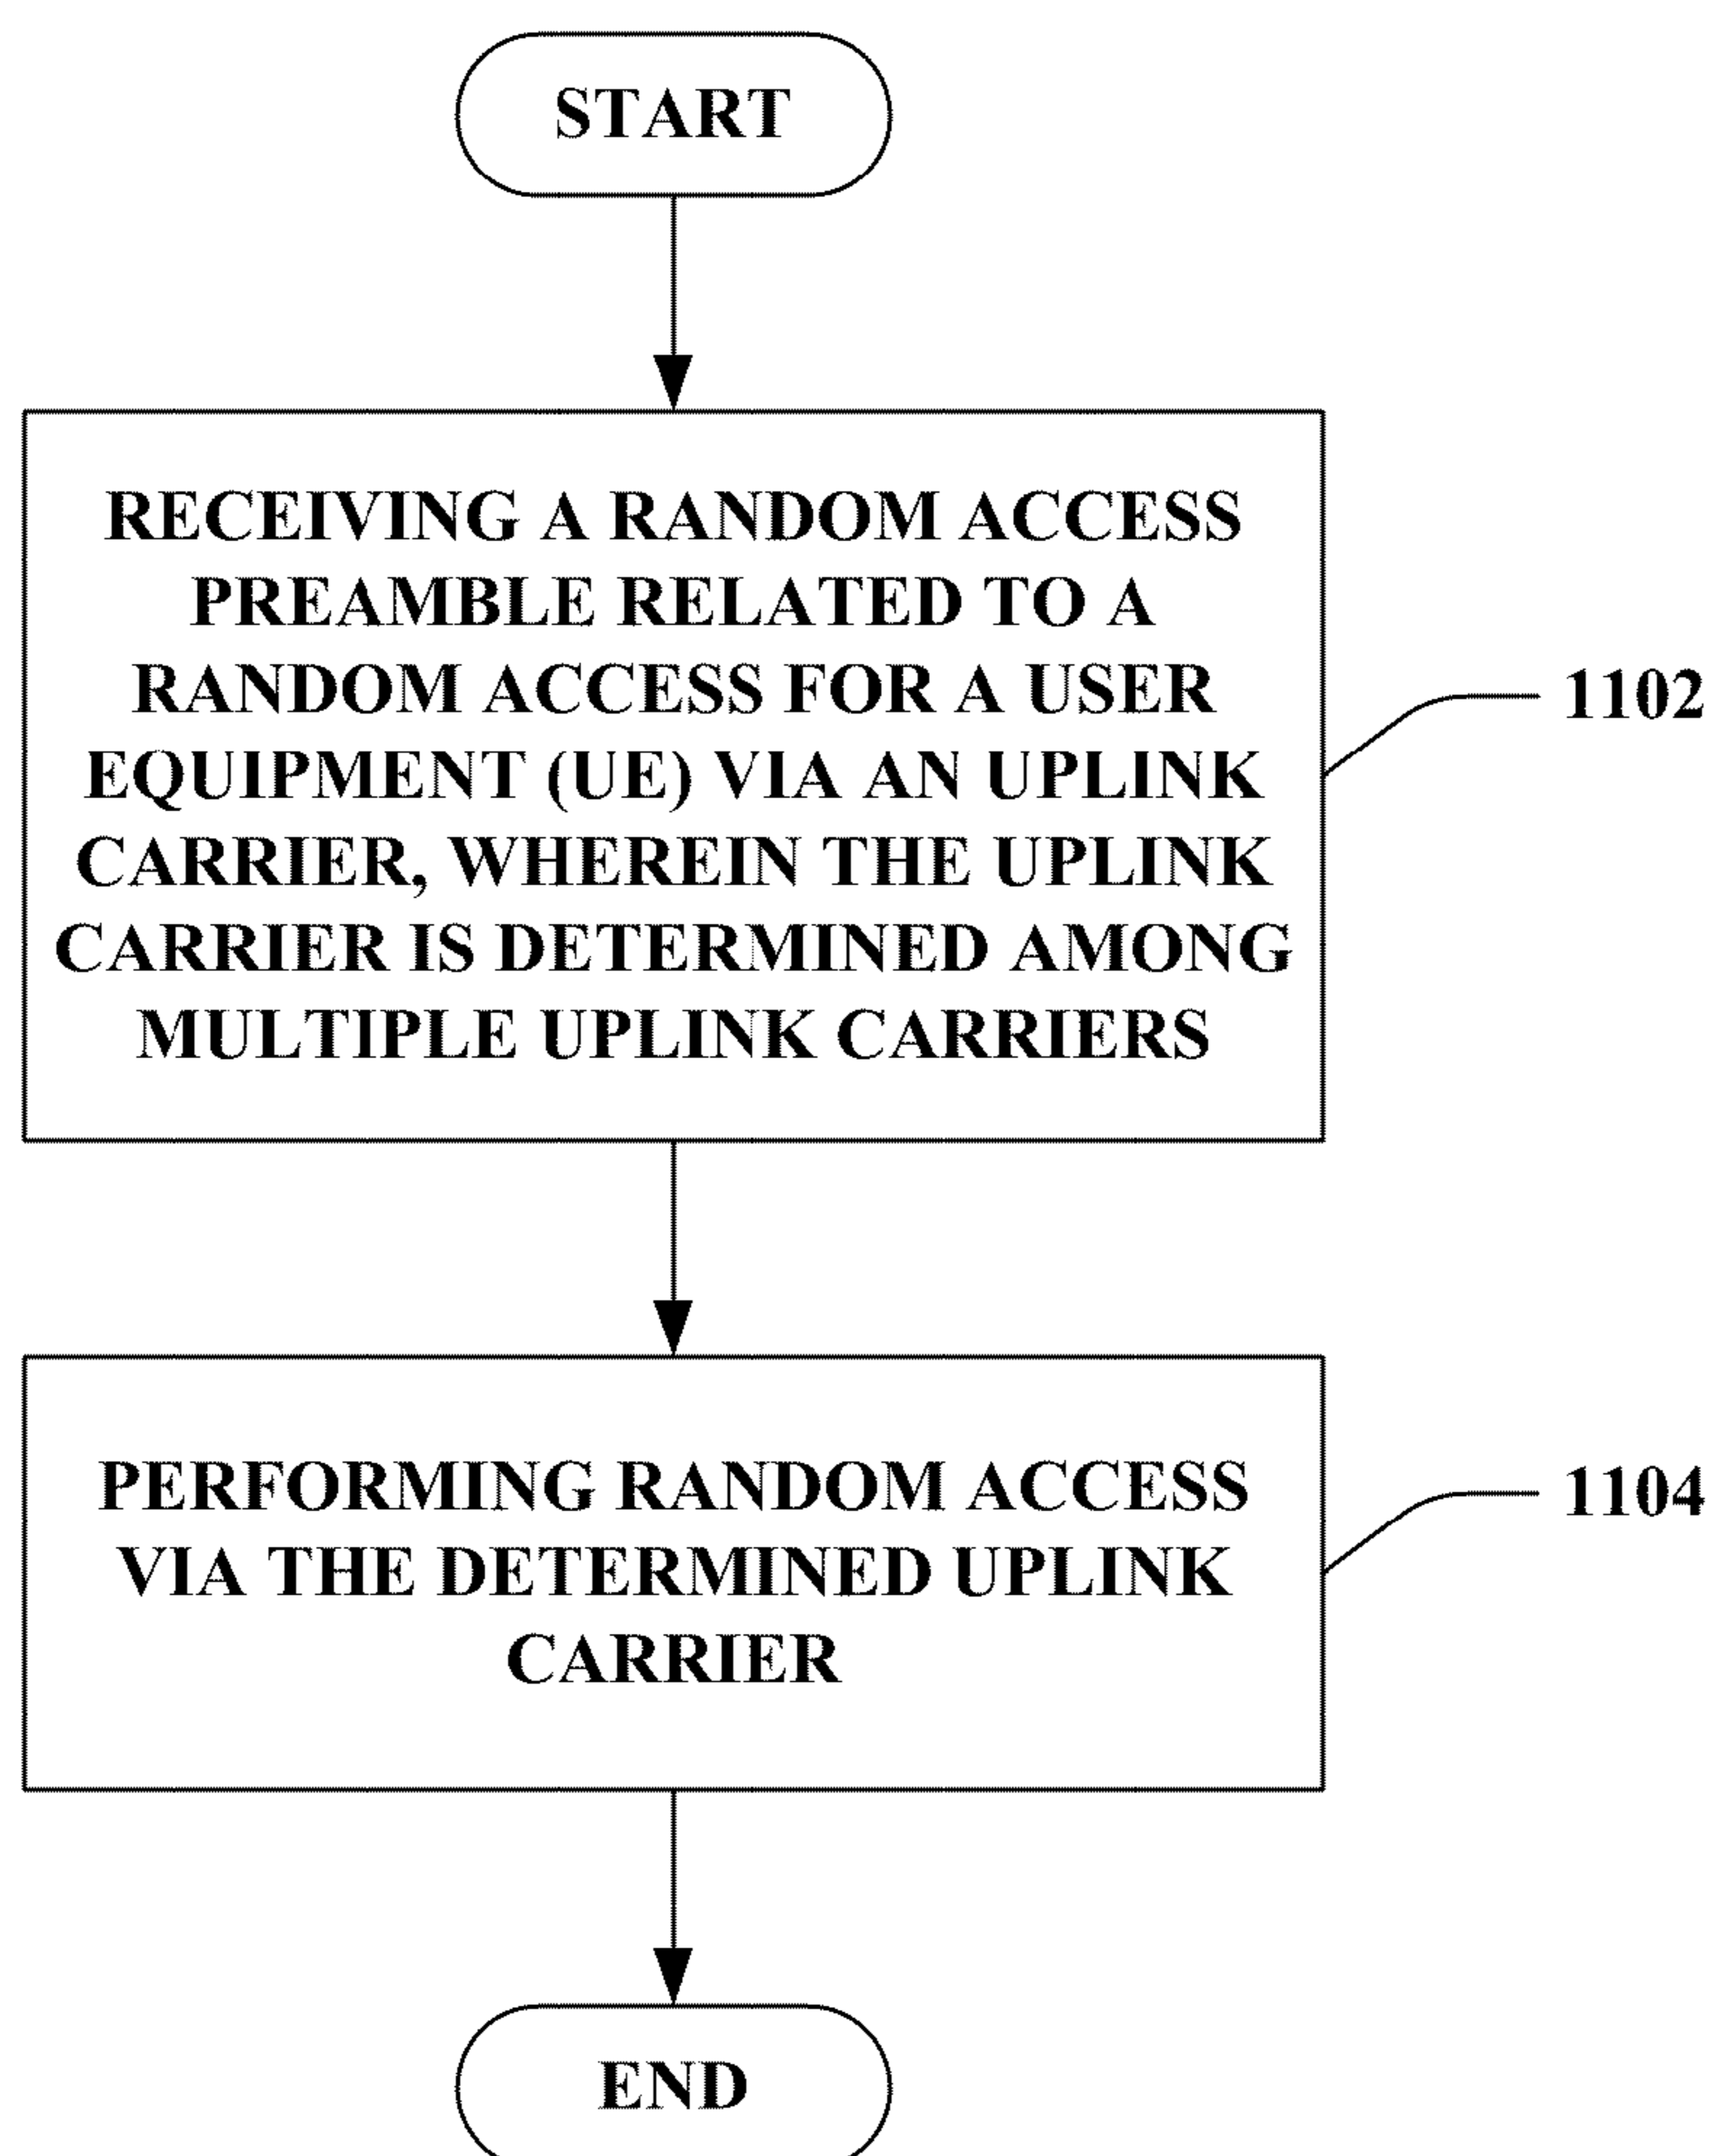 START
RECEIVING A RANDOM ACCESS
PREAMBLE RELATED TO A
RANDOM ACCESS FOR A USER
EQUIPMENT (UE) VIA AN UPLINK
CARRIER, WHEREIN THE UPLINK
CARRIER IS DETERMINED AMONG
MULTIPLE UPLINK CARRIERS
1102
PERFORMING RANDOM ACCESS
VIA THE DETERMINED UPLINK
CARRIER
1104
END